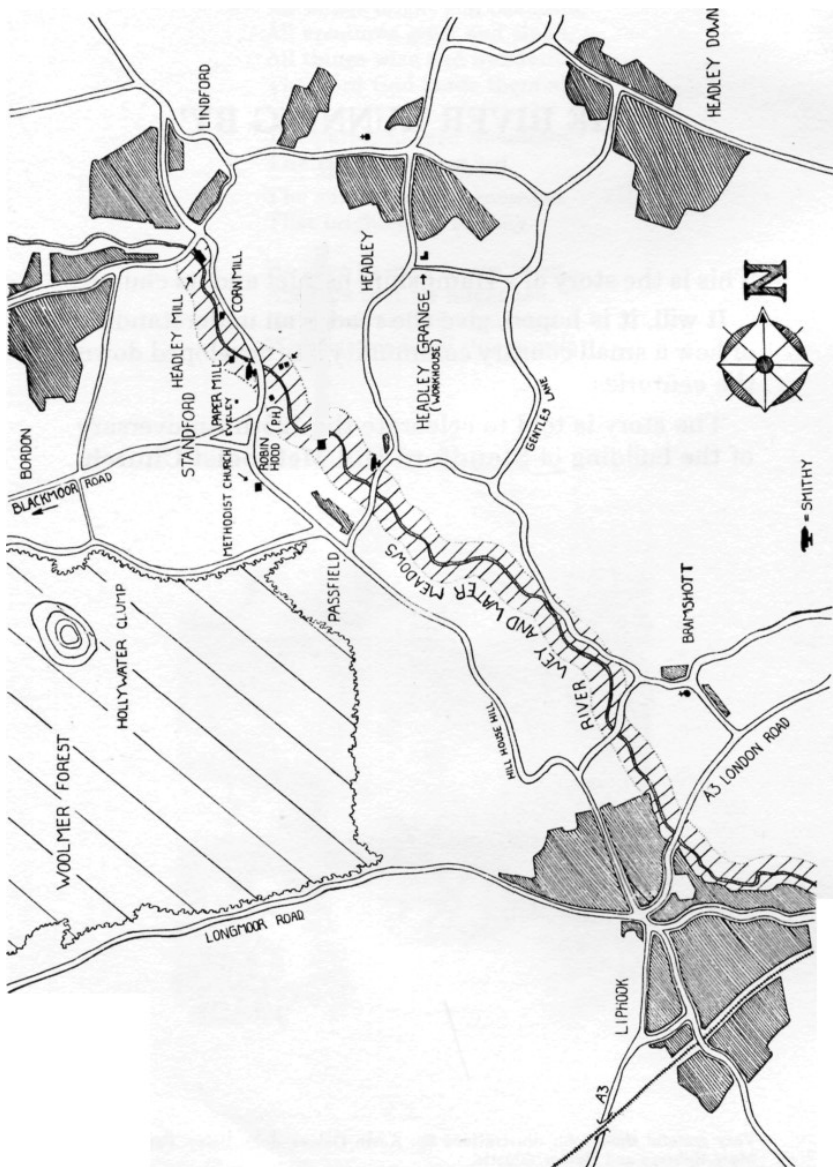 HEADLEY DOWN
LINDFORD
HEADLEY
HEADLEY GRANGE →
(WORKHOUSE)
GENTLES LANE
N
= SMITHY
CORNMILL
HEADLEY MILL
PAPER MILL
STANDFORD
ROBIN
HOOD (PH)
METHODIST CHURCH
BORDON
BLACKMOOR ROAD
PASSFIELD
RIVER WEY AND WATER MEADOWS
BRAMSHOTT
HILL HOUSE HILL
A3 LONDON ROAD
HOLLYWATER CLUMP
WOOLMER FOREST
LONGMOOR ROAD
LIPHOOK
A3